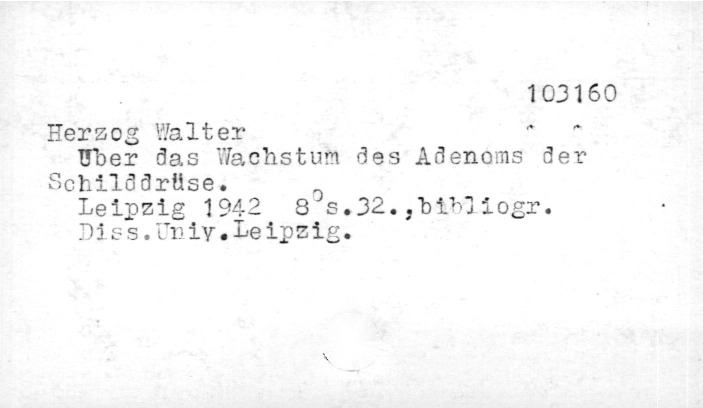 103160
Herzog Walter
Über das Wachstum des Adenoms der
Schilddrüse.
Leipzig 1942 8°s.32.,bibliogr.
Diss.Univ.Leipzig.